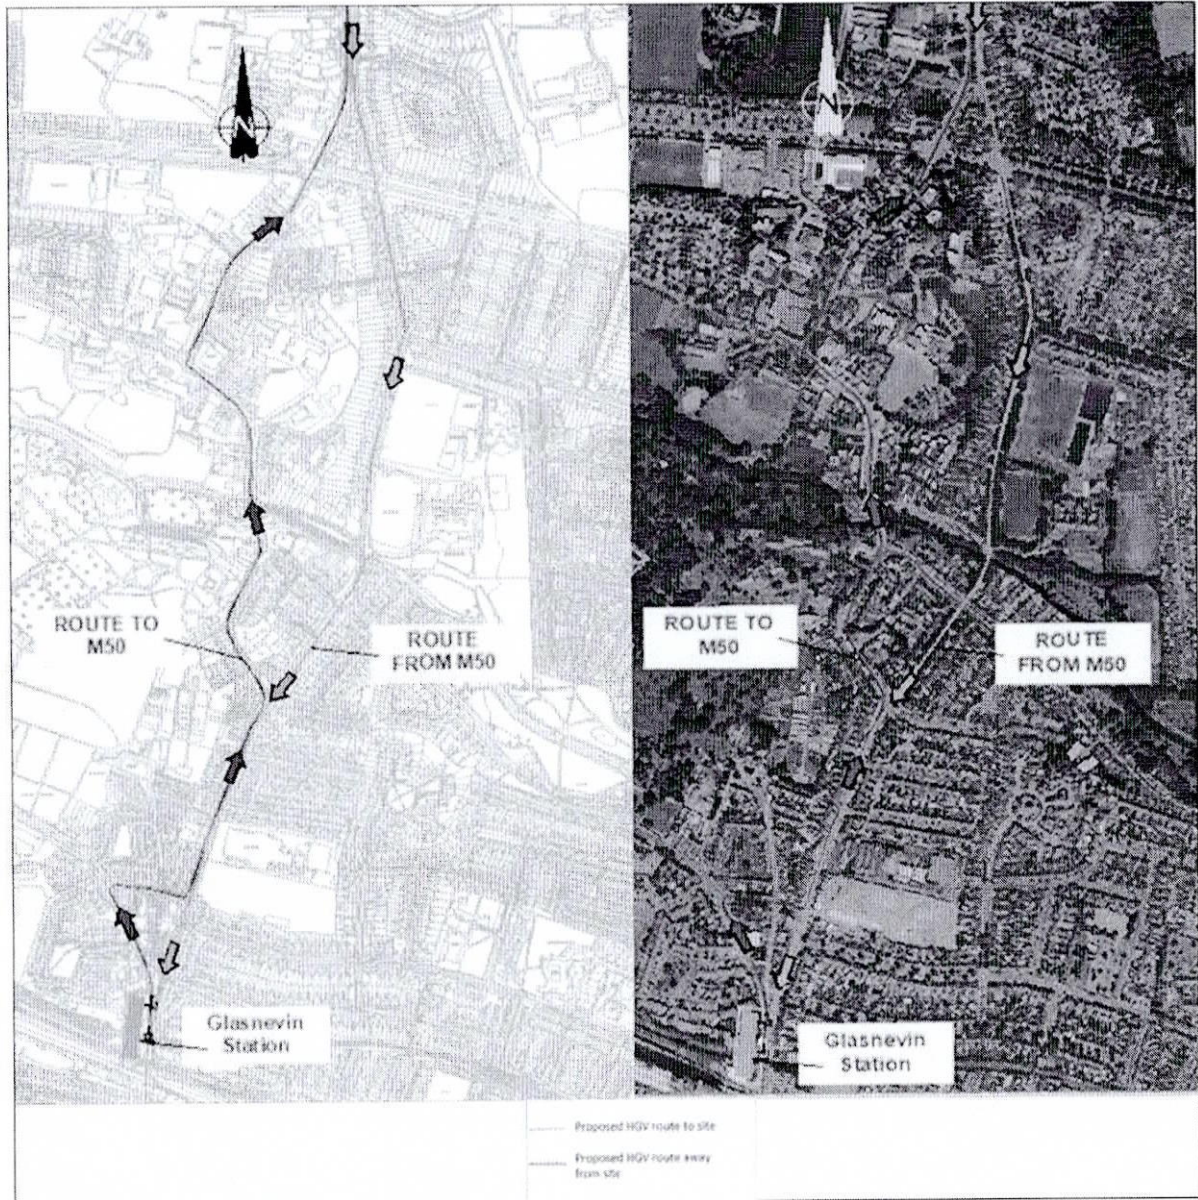 N
N
ROUTE TO
M50
ROUTE
FROM M50
ROUTE TO
M50
ROUTE
FROM M50
Glasnevin
Station
Glasnevin
Station
Proposed HGV route to site
Proposed HGV route away
from site